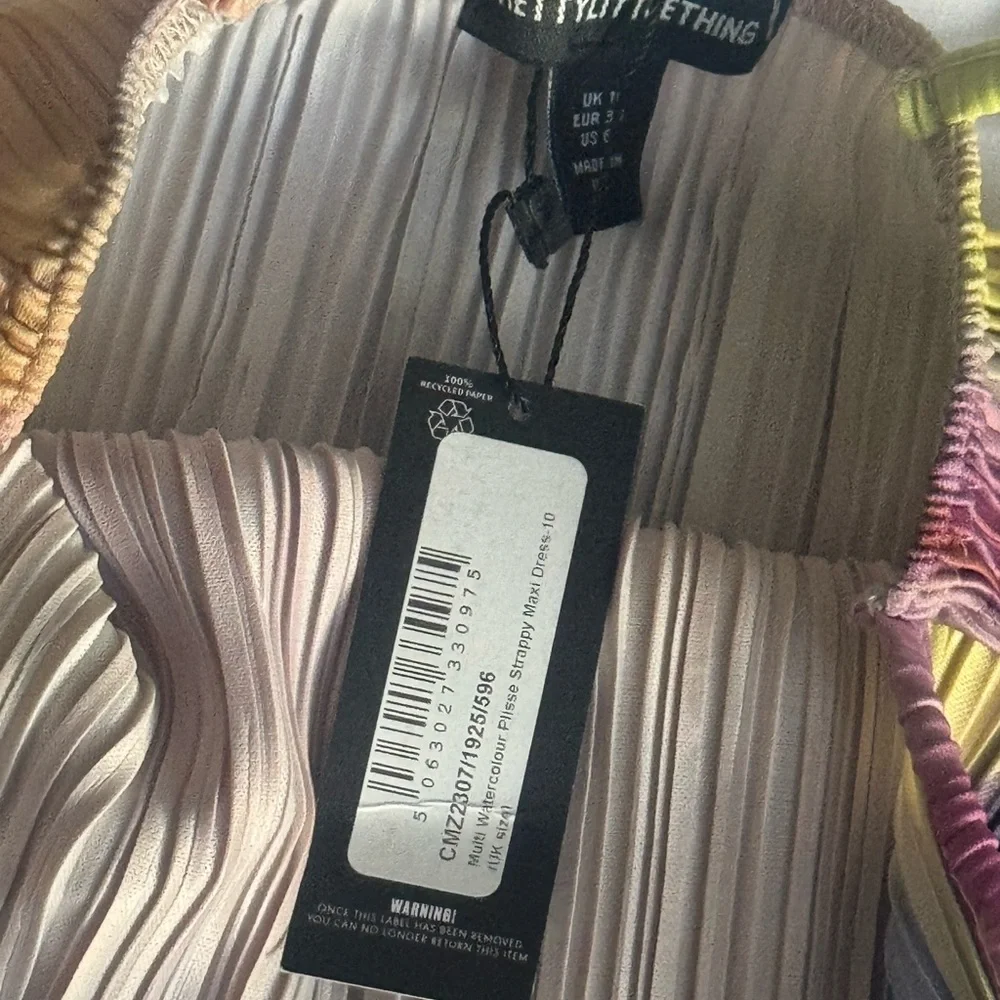 UK
EUR 3
US 6
MADE IN
100%
RECYCLED PAPER
5 063027 330975
CMZ2307/1925/596
Multi Watercolour Plisse Strappy Maxi Dress-10
(UK size)
WARNING!
ONCE THIS LABEL HAS BEEN REMOVED
YOU CAN NO LONGER RETURN THIS ITEM